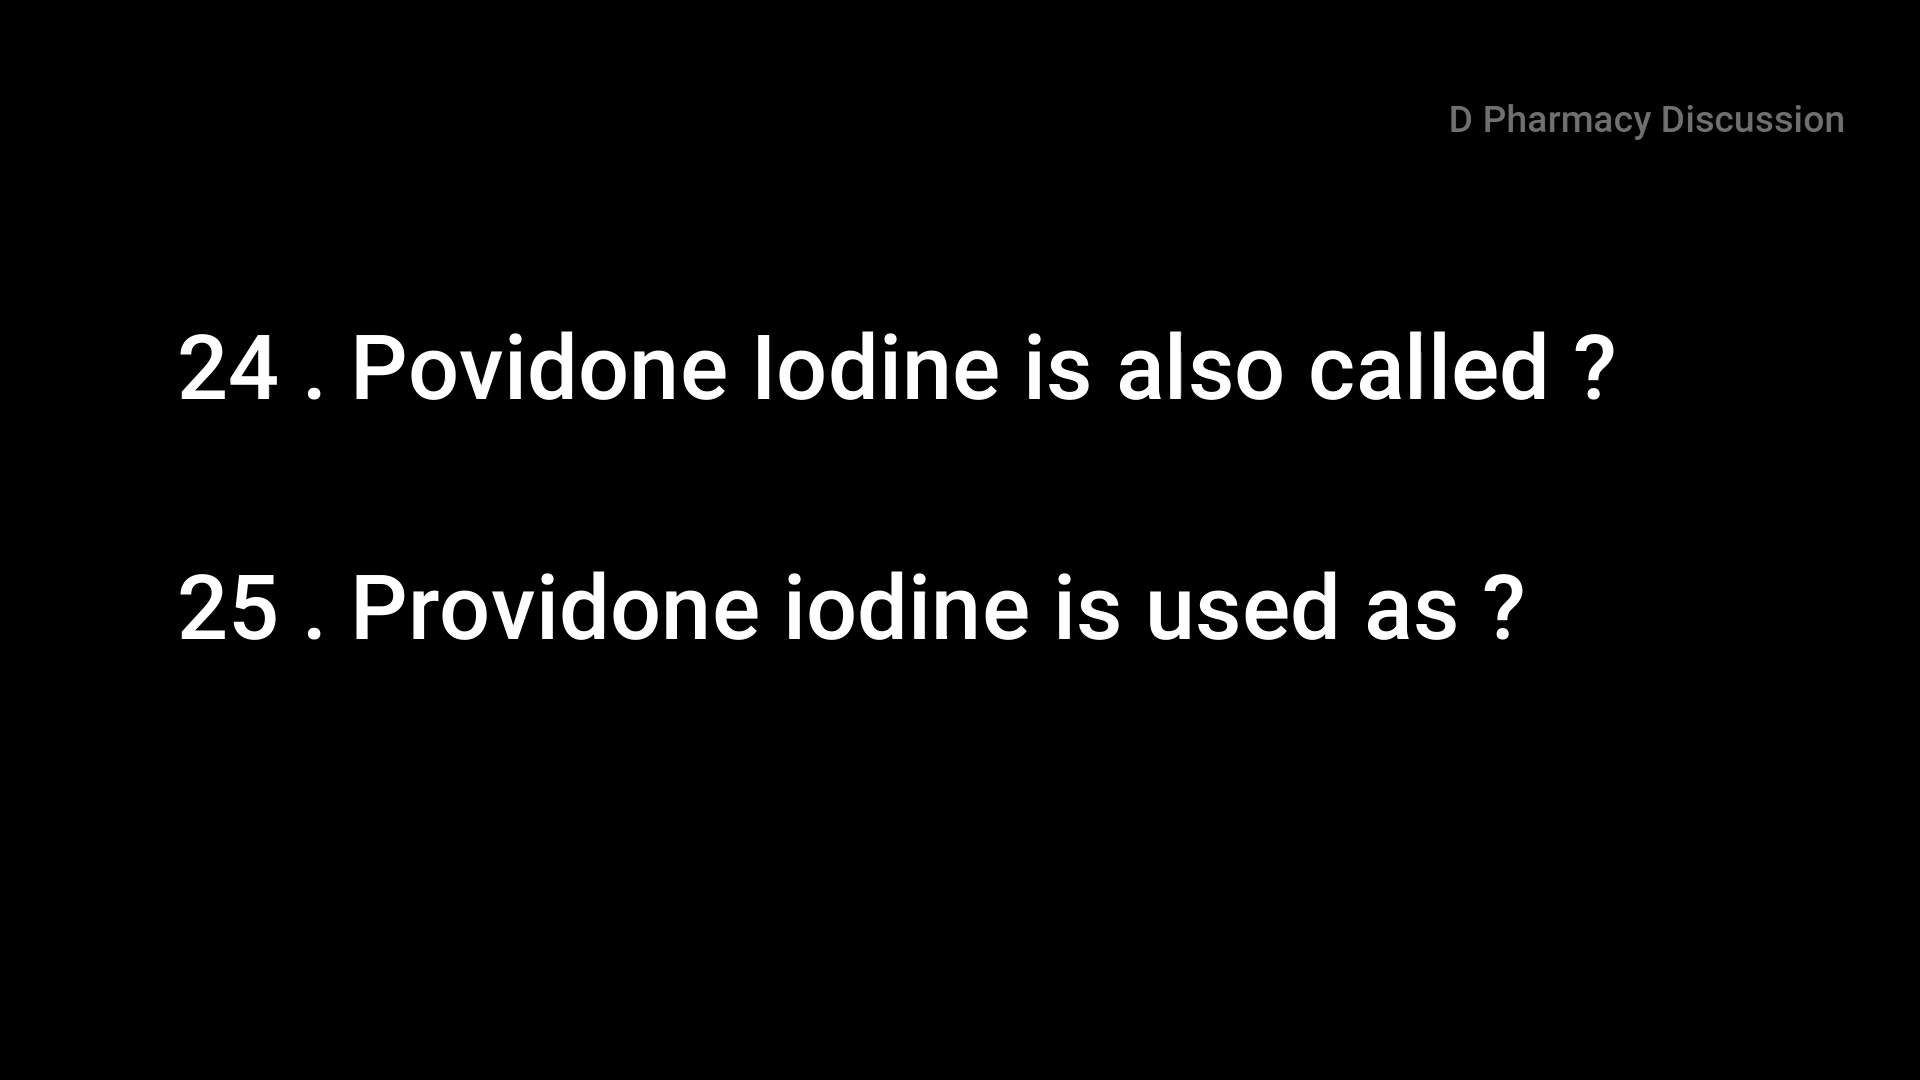 D Pharmacy Discussion
24 . Povidone Iodine is also called ?
25 . Providone iodine is used as ?